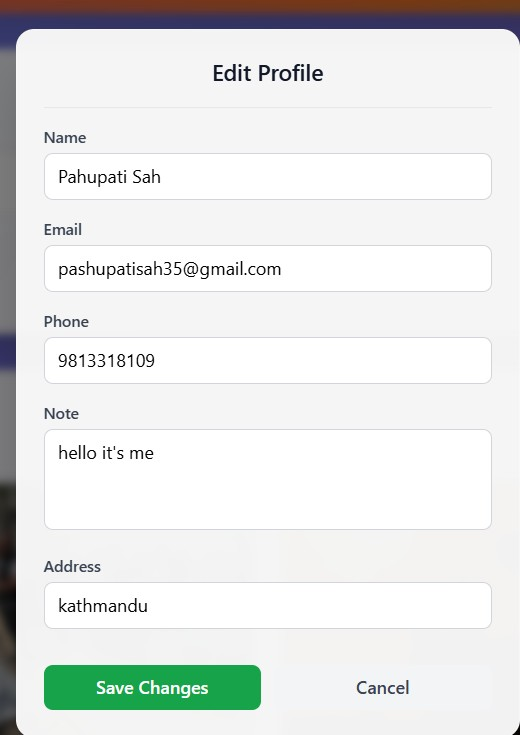 Edit Profile
Name
Pahupati Sah
Email
pashupatisah35@gmail.com
Phone
9813318109
Note
hello it's me
Address
kathmandu
Save Changes
Cancel